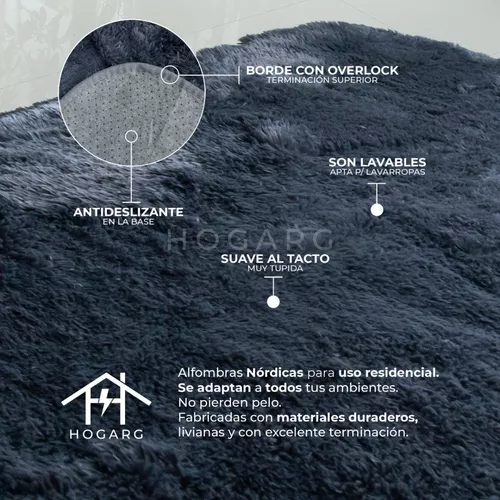 BORDE CON OVERLOCK
TERMINACIÓN SUPERIOR
SON LAVABLES
APTA P/ LAVARROPAS
ANTIDESLIZANTE
EN LA BASE
HOGARG
SUAVE AL TACTO
MUY TUPIDA
Alfombras Nórdicas para uso residencial.
Se adaptan a todos tus ambientes.
No pierden pelo.
Fabricadas con materiales duraderos,
livianas y con excelente terminación.
HOGARG